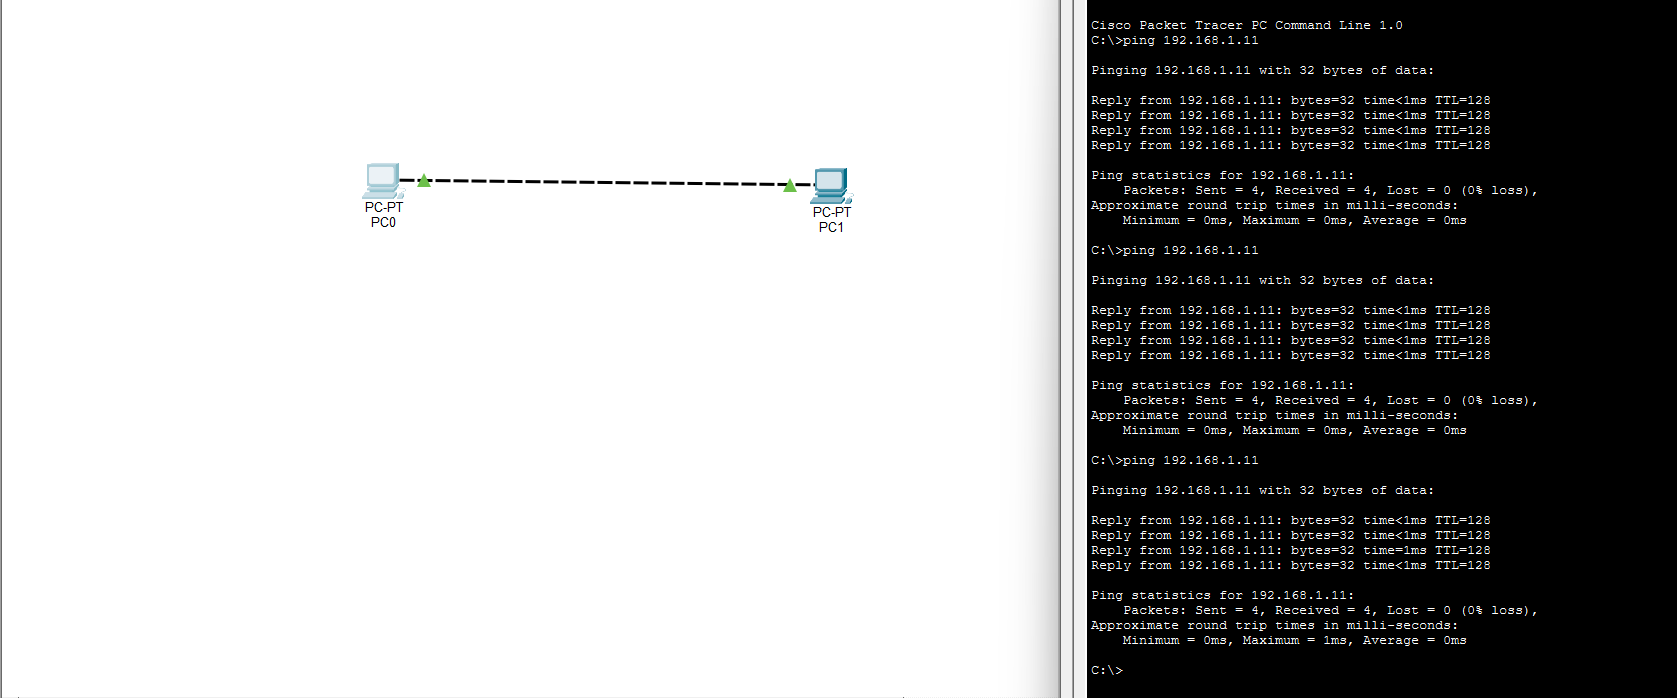 PC-PT
PC0
PC-PT
PC1
Cisco Packet Tracer PC Command Line 1.0
C:\>ping 192.168.1.11
Pinging 192.168.1.11 with 32 bytes of data:
Reply from 192.168.1.11: bytes=32 time<1ms TTL=128
Reply from 192.168.1.11: bytes=32 time<1ms TTL=128
Reply from 192.168.1.11: bytes=32 time<1ms TTL=128
Reply from 192.168.1.11: bytes=32 time<1ms TTL=128
Ping statistics for 192.168.1.11:
Packets: Sent = 4, Received = 4, Lost = 0 (0% loss),
Approximate round trip times in milli-seconds:
Minimum = 0ms, Maximum = 0ms, Average = 0ms
C:\>ping 192.168.1.11
Pinging 192.168.1.11 with 32 bytes of data:
Reply from 192.168.1.11: bytes=32 time<1ms TTL=128
Reply from 192.168.1.11: bytes=32 time<1ms TTL=128
Reply from 192.168.1.11: bytes=32 time<1ms TTL=128
Reply from 192.168.1.11: bytes=32 time<1ms TTL=128
Ping statistics for 192.168.1.11:
Packets: Sent = 4, Received = 4, Lost = 0 (0% loss),
Approximate round trip times in milli-seconds:
Minimum = 0ms, Maximum = 0ms, Average = 0ms
C:\>ping 192.168.1.11
Pinging 192.168.1.11 with 32 bytes of data:
Reply from 192.168.1.11: bytes=32 time<1ms TTL=128
Reply from 192.168.1.11: bytes=32 time<1ms TTL=128
Reply from 192.168.1.11: bytes=32 time=1ms TTL=128
Reply from 192.168.1.11: bytes=32 time<1ms TTL=128
Ping statistics for 192.168.1.11:
Packets: Sent = 4, Received = 4, Lost = 0 (0% loss),
Approximate round trip times in milli-seconds:
Minimum = 0ms, Maximum = 1ms, Average = 0ms
C:\>